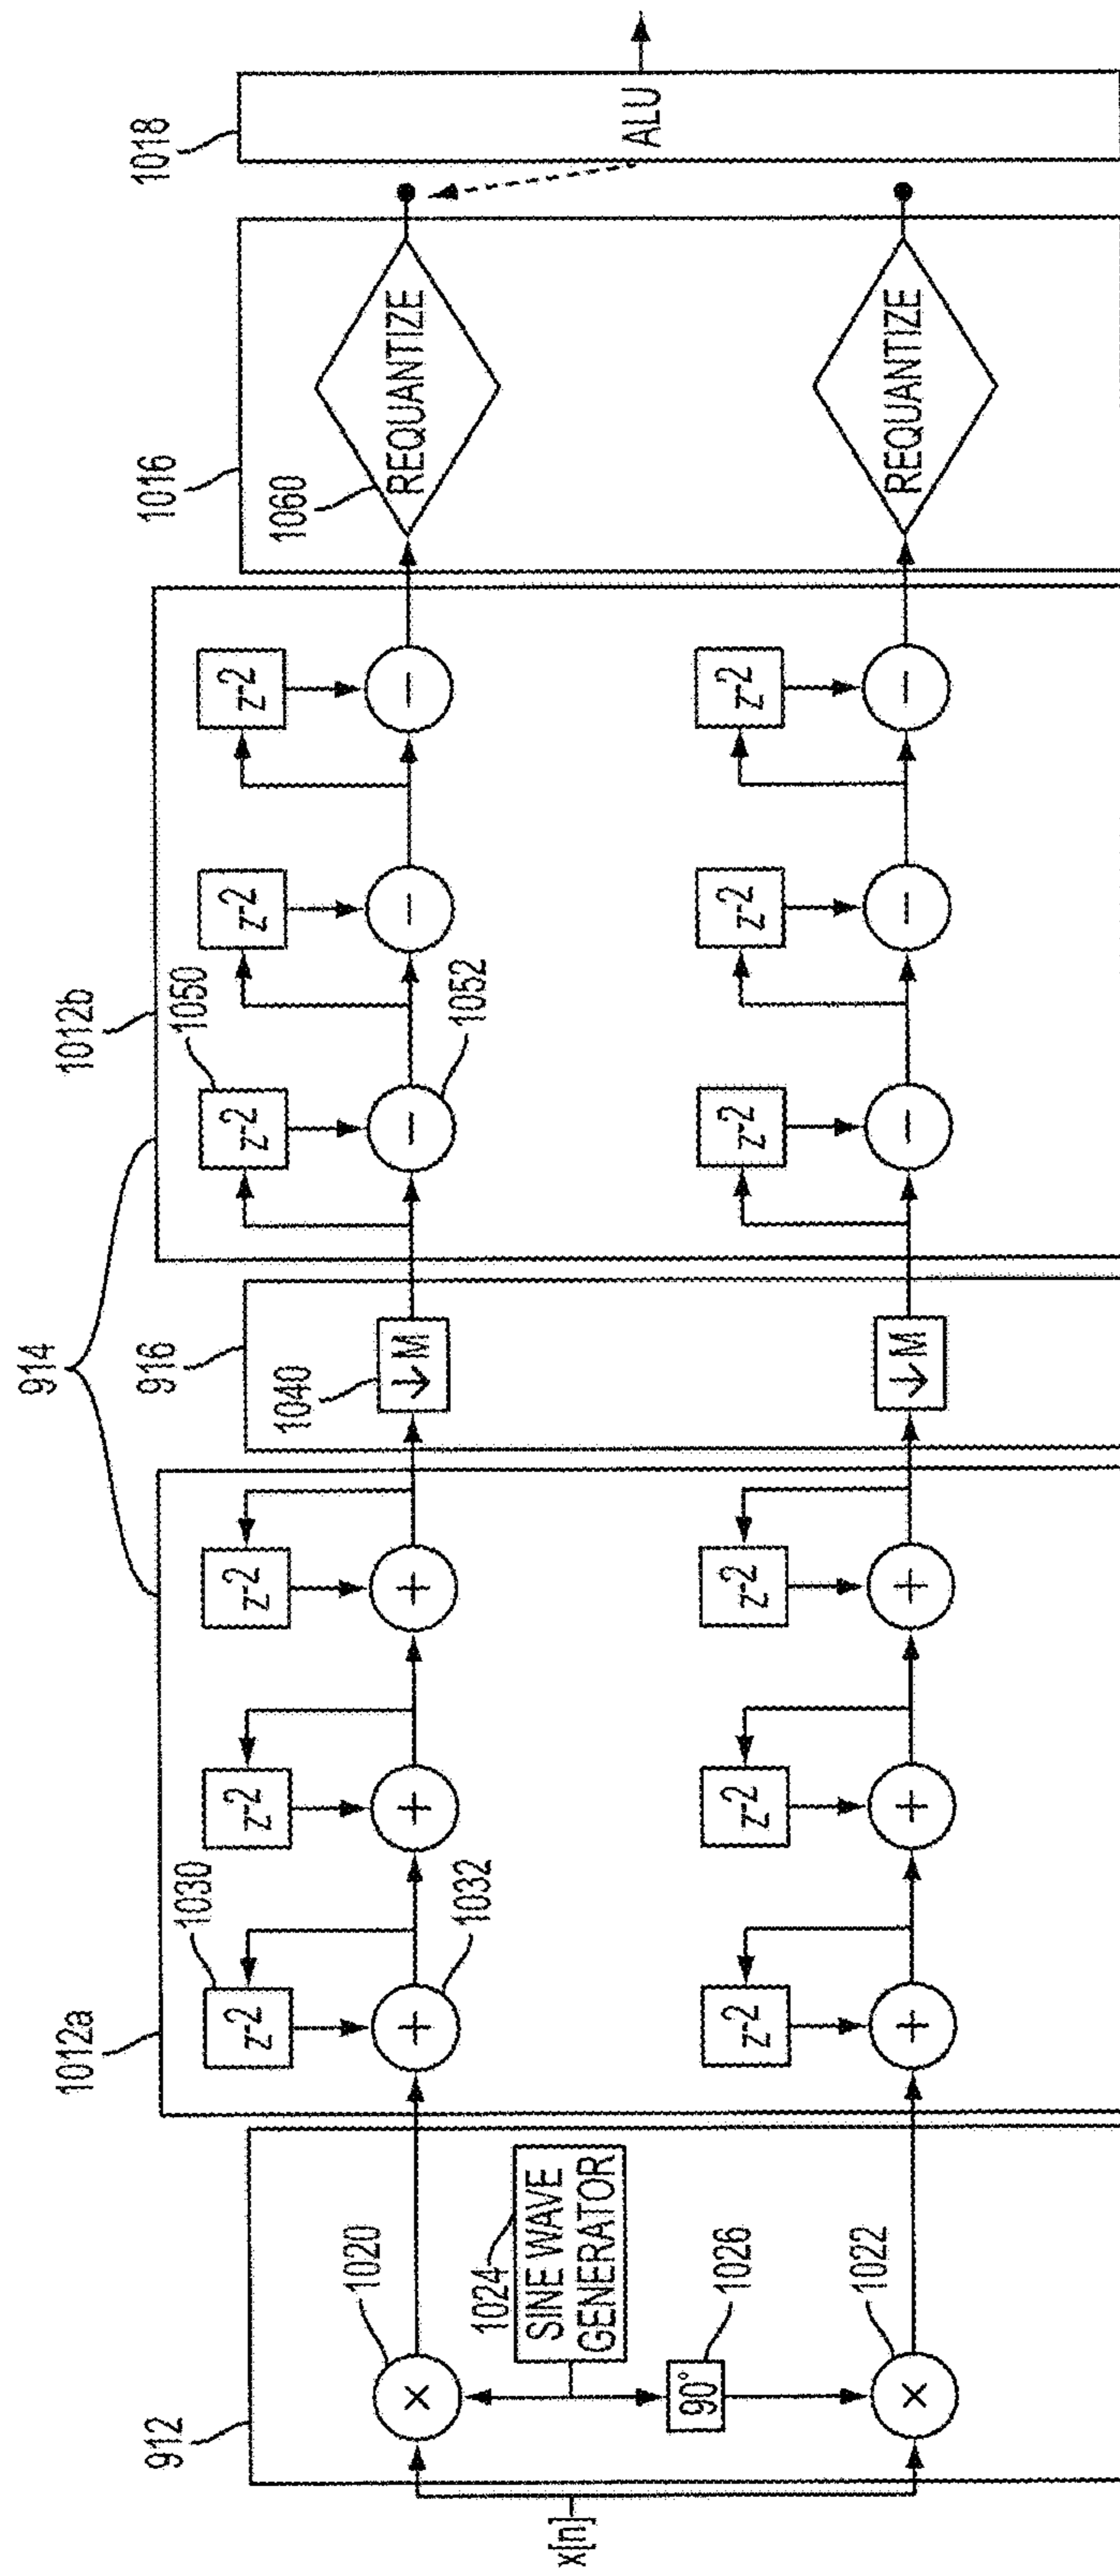 912
x[n]
×
1020
1024
SINE WAVE
GENERATOR
90°
1026
×
1022
914
1012a
z-2
1030
z-2
z-2
+
1032
+
+
z-2
z-2
z-2
+
+
+
916
1040
↓M
↓M
1012b
z-2
1050
z-2
z-2
−
1052
−
−
z-2
z-2
z-2
−
−
−
1016
1060
REQUANTIZE
REQUANTIZE
1018
ALU